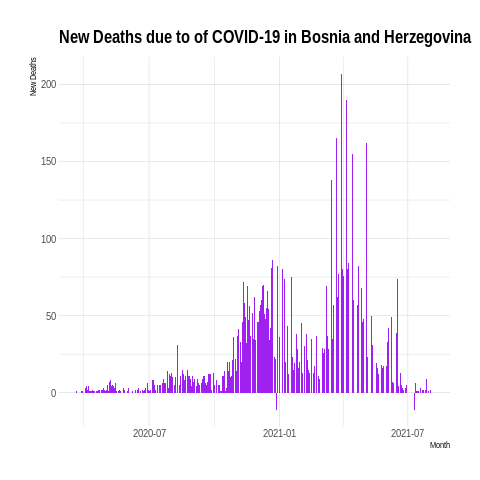 New Deaths due to of COVID-19 in Bosnia and Herzegovina
New Deaths
200
150
100
50
0
2020-07
2021-01
2021-07
Month